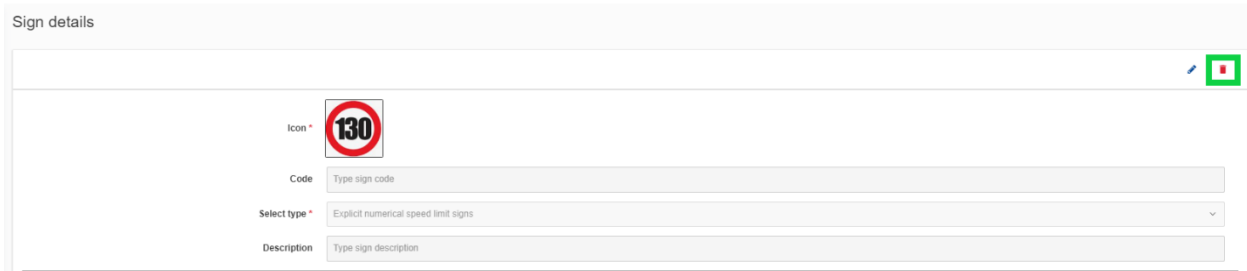 Sign details
Icon *
130
Code
Type sign code
Select type *
Explicit numerical speed limit signs
Description
Type sign description